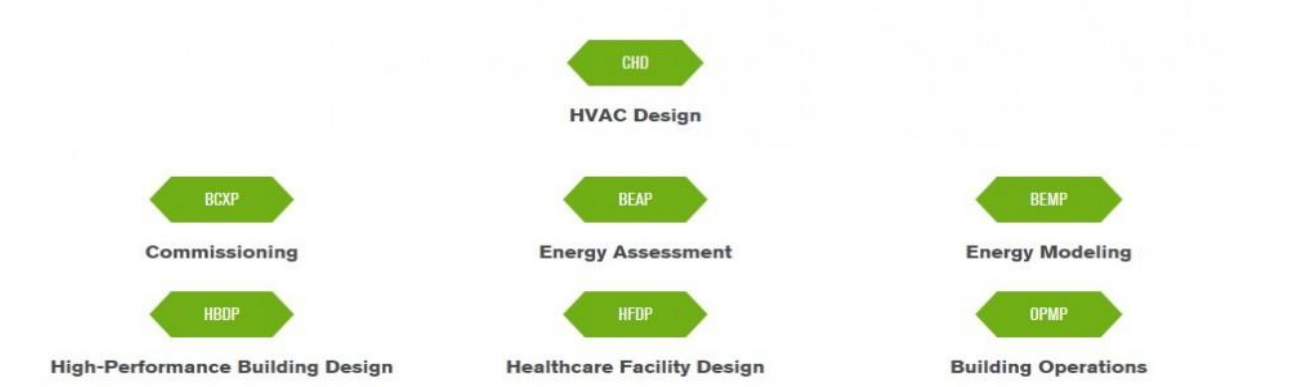 CHD
HVAC Design
BCXP
Commissioning
BEAP
Energy Assessment
BEMP
Energy Modeling
HBDP
High-Performance Building Design
HFDP
Healthcare Facility Design
OPMP
Building Operations